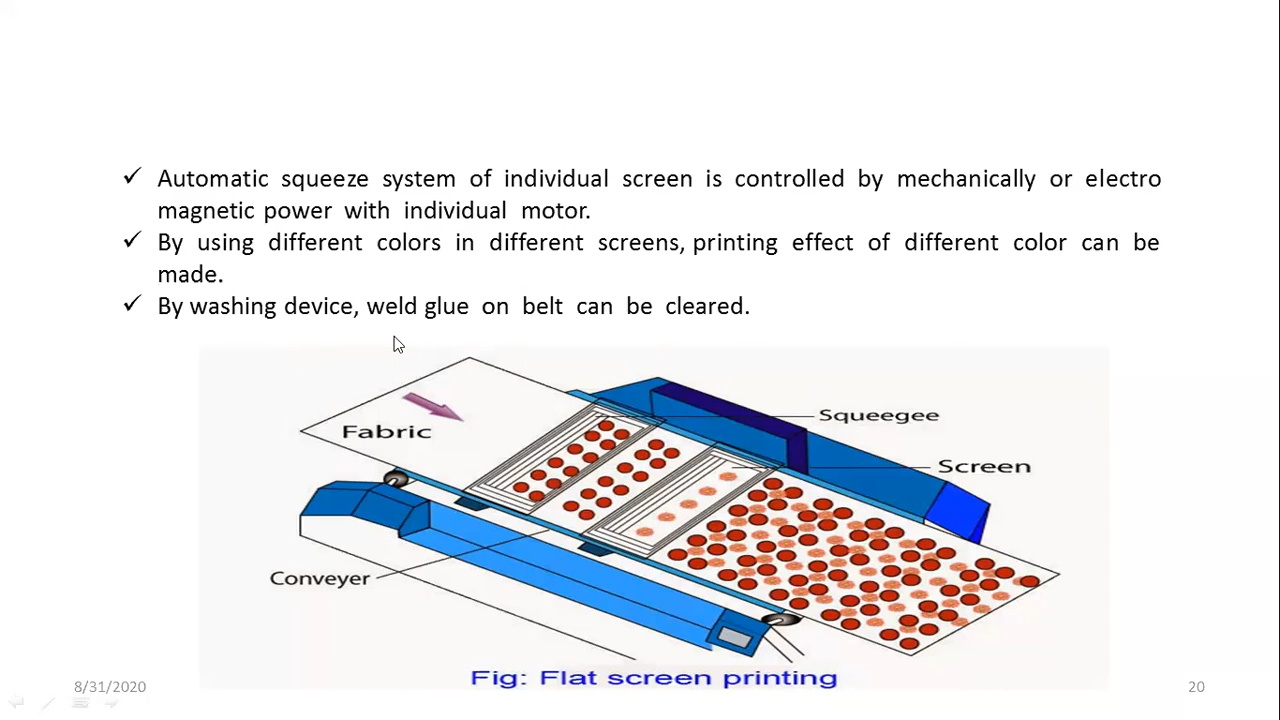 ✓ Automatic squeeze system of individual screen is controlled by mechanically or electro
magnetic power with individual motor.
✓ By using different colors in different screens, printing effect of different color can be
made.
✓ By washing device, weld glue on belt can be cleared.
Squeegee
Fabric
Screen
Conveyer
Fig: Flat screen printing
8/31/2020
20